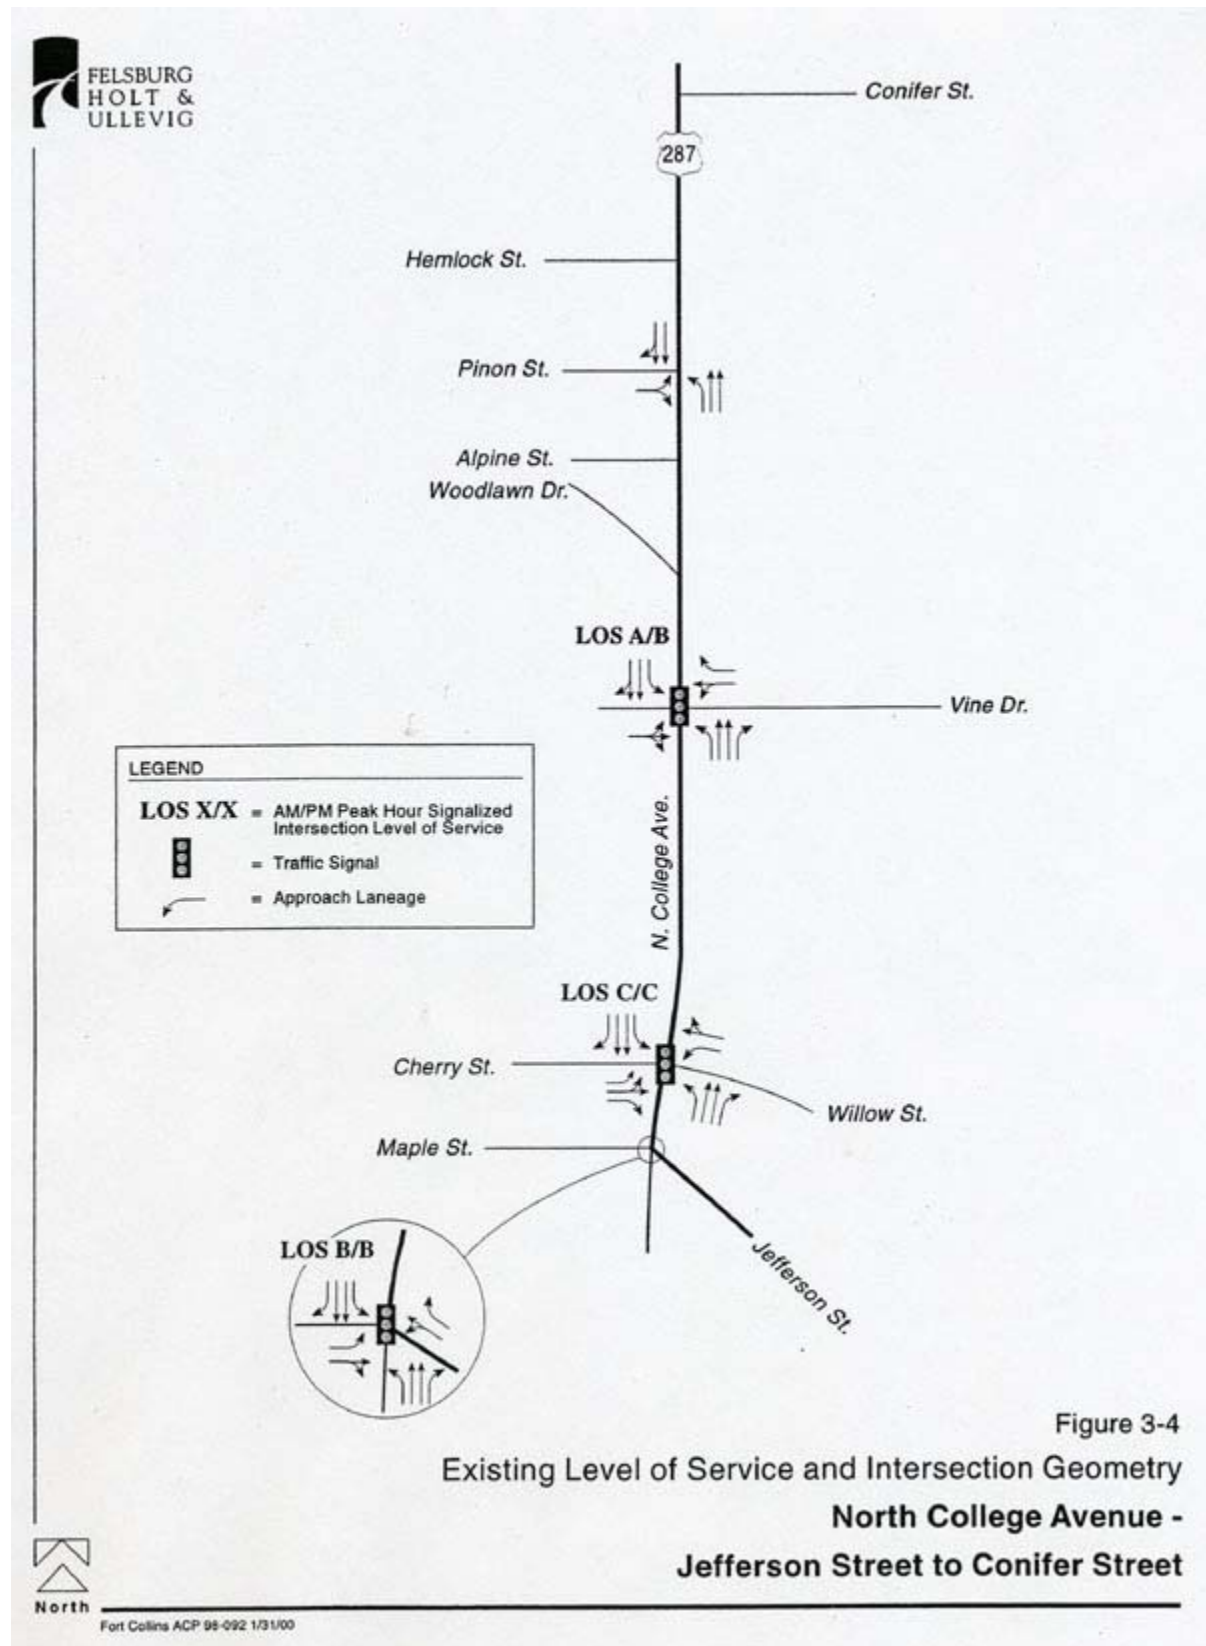 FELSBURG
HOLT &
ULLEVIG
Conifer St.
287
Hemlock St.
Pinon St.
Alpine St.
Woodlawn Dr.
LOS A/B
Vine Dr.
LEGEND
LOS X/X = AM/PM Peak Hour Signalized
Intersection Level of Service
= Traffic Signal
= Approach Laneage
N. College Ave.
LOS C/C
Cherry St.
Willow St.
Maple St.
Jefferson St.
LOS B/B
Figure 3-4
Existing Level of Service and Intersection Geometry
North College Avenue -
Jefferson Street to Conifer Street
North
Fort Collins ACP 98-092 1/31/00